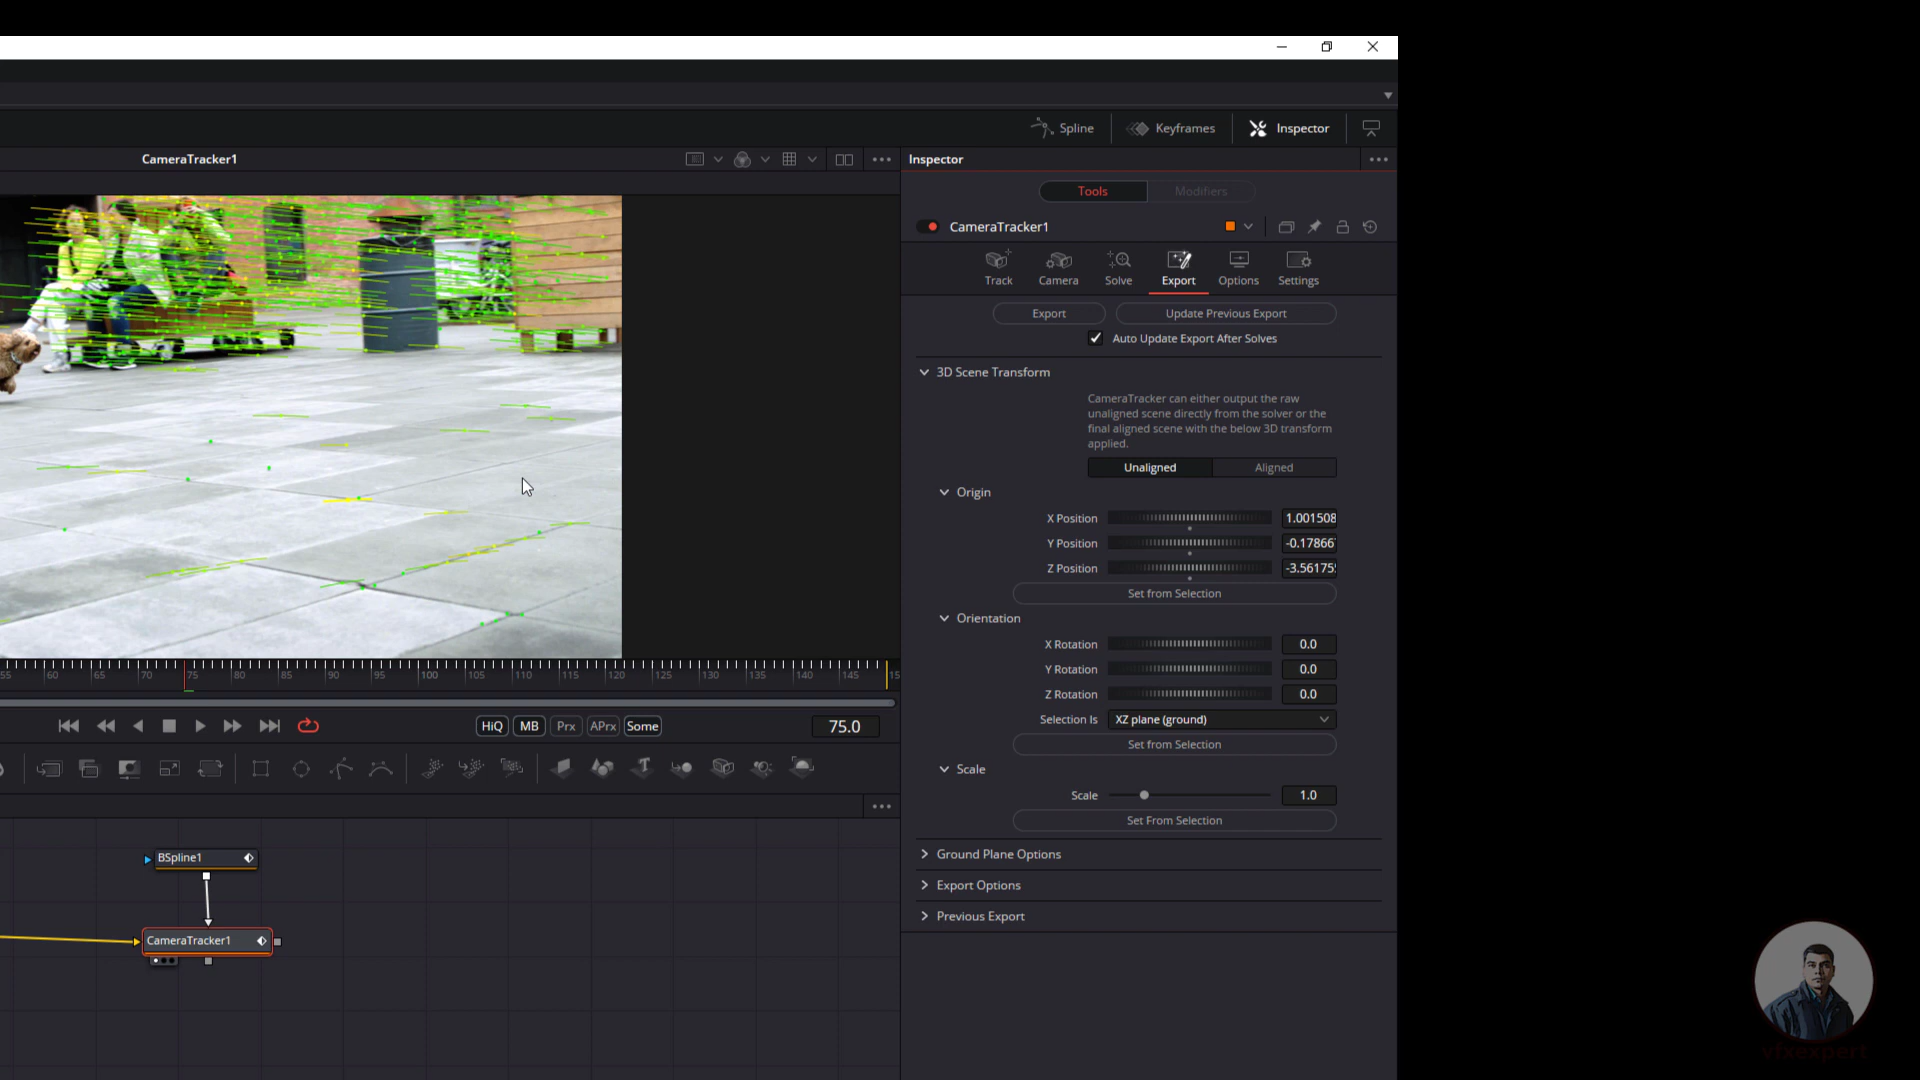 Spline
Keyframes
Inspector
CameraTracker1
Inspector
Tools
Modifiers
CameraTracker1
Track
Camera
Solve
Export
Options
Settings
Export
Update Previous Export
Auto Update Export After Solves
3D Scene Transform
CameraTracker can either output the raw
unaligned scene directly from the solver or the
final aligned scene with the below 3D transform
applied.
Unaligned
Aligned
Origin
X Position
1.001508
Y Position
-0.17866
Z Position
-3.56175
Set from Selection
Orientation
X Rotation
0.0
Y Rotation
0.0
Z Rotation
0.0
Selection Is
XZ plane (ground)
Set from Selection
Scale
Scale
1.0
Set From Selection
Ground Plane Options
Export Options
Previous Export
55 60 65 70 75 80 85 90 95 100 105 110 115 120 125 130 135 140 145 15
HiQ
MB
Prx
APrx
Some
75.0
BSpline1
CameraTracker1
vfxexpert